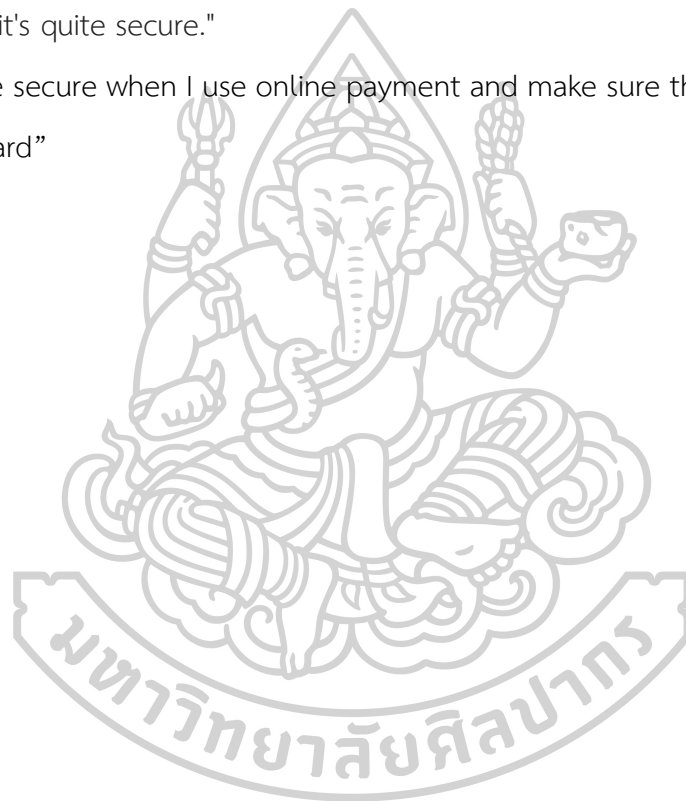 it's quite secure."
e secure when I use online payment and make sure th
ard”
มหาวิทยาลัยศิลปากร